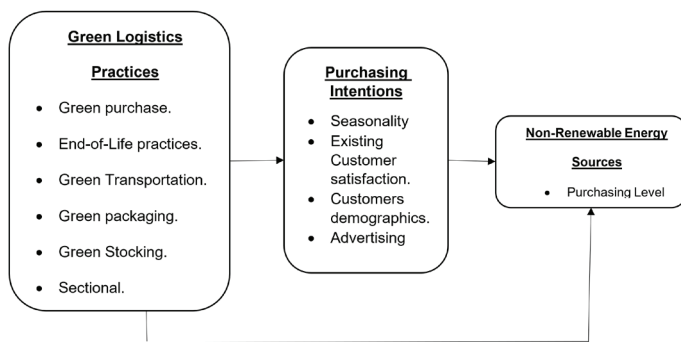 Green Logistics
Practices
• Green purchase.
• End-of-Life practices.
• Green Transportation.
• Green packaging.
• Green Stocking.
• Sectional.
Purchasing
Intentions
• Seasonality
• Existing
Customer
satisfaction.
• Customers
demographics.
• Advertising
Non-Renewable Energy
Sources
• Purchasing Level